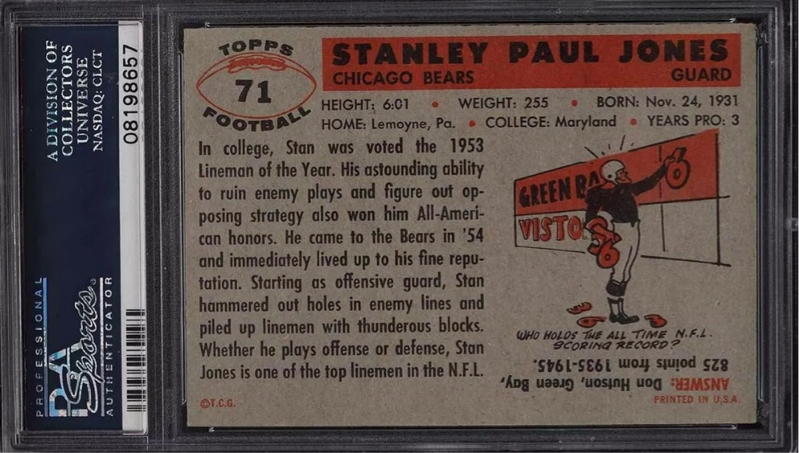 A DIVISION OF
COLLECTORS
UNIVERSE
NASDAQ: CLCT
08198657
PROFESSIONAL
PSA
Sports
AUTHENTICATOR
TOPPS
71
FOOTBALL
STANLEY PAUL JONES
CHICAGO BEARS GUARD
HEIGHT: 6:01 • WEIGHT: 255 • BORN: Nov. 24, 1931
HOME: Lemoyne, Pa. • COLLEGE: Maryland • YEARS PRO: 3
In college, Stan was voted the 1953
Lineman of the Year. His astounding ability
to ruin enemy plays and figure out op-
posing strategy also won him All-Ameri-
can honors. He came to the Bears in '54
and immediately lived up to his fine repu-
tation. Starting as offensive guard, Stan
hammered out holes in enemy lines and
piled up linemen with thunderous blocks.
Whether he plays offense or defense, Stan
Jones is one of the top linemen in the N.F.L.
©T.C.G.
GREEN BA 6
VISTO
6
WHO HOLDS THE ALL TIME N.F.L.
SCORING RECORD?
ANSWER: Don Hutson, Green Bay,
825 points from 1935-1945.
PRINTED IN U.S.A.